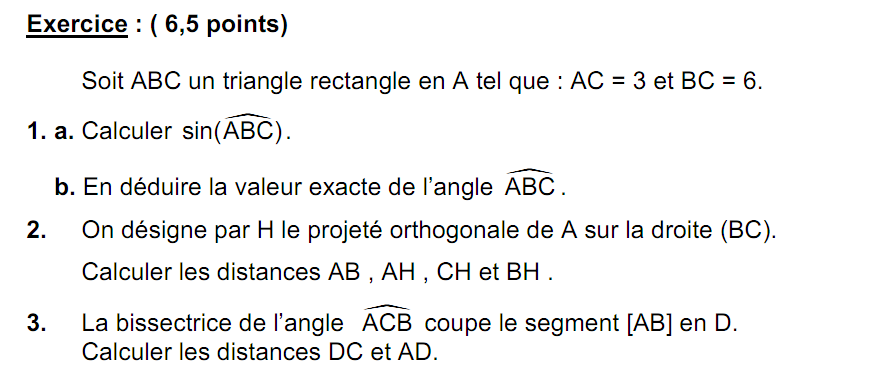 Exercice : ( 6,5 points)
Soit ABC un triangle rectangle en A tel que : AC = 3 et BC = 6.
1. a. Calculer sin(ABC).
b. En déduire la valeur exacte de l’angle ABC .
2. On désigne par H le projeté orthogonale de A sur la droite (BC).
Calculer les distances AB , AH , CH et BH .
3. La bissectrice de l’angle ACB coupe le segment [AB] en D.
Calculer les distances DC et AD.